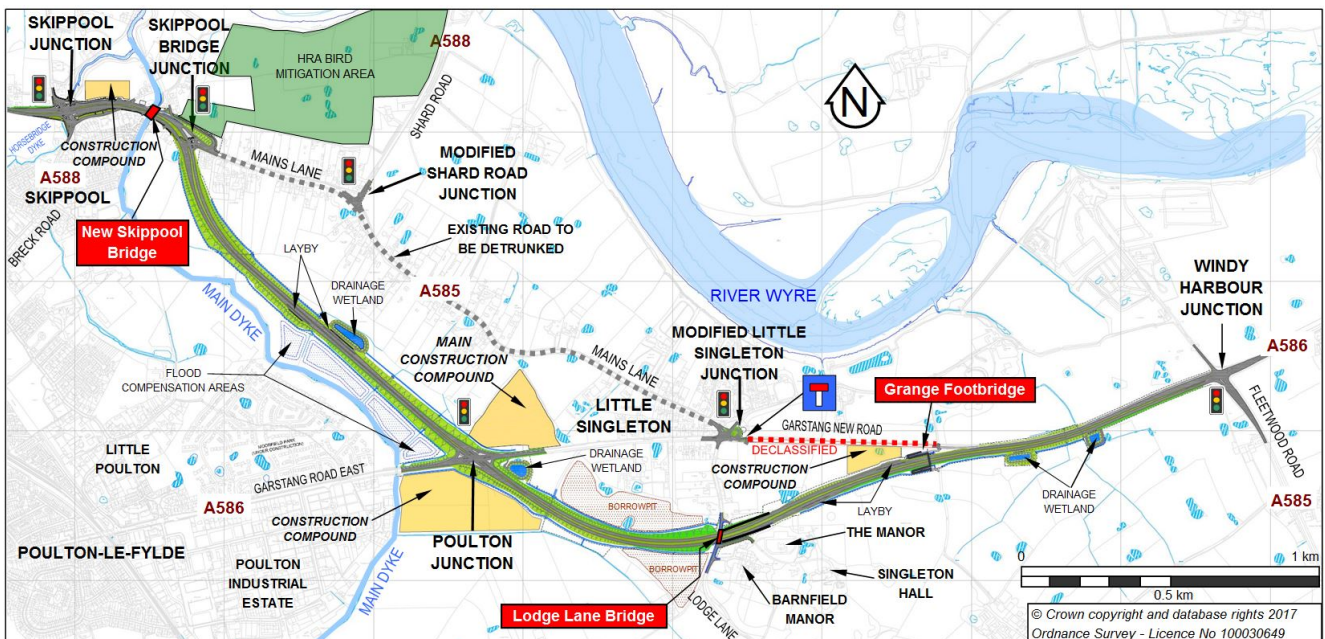 SKIPPOOL
JUNCTION
SKIPPOOL
BRIDGE
JUNCTION
HRA BIRD
MITIGATION AREA
A588
SHARD ROAD
N
HORSEBRIDGE
DYKE
CONSTRUCTION
COMPOUND
A588
SKIPPOOL
BRECK ROAD
New Skippool
Bridge
MAINS LANE
MODIFIED
SHARD ROAD
JUNCTION
EXISTING ROAD TO
BE DETRUNKED
LAYBY
DRAINAGE
WETLAND
A585
MAIN DYKE
MAIN
CONSTRUCTION
COMPOUND
MAINS LANE
RIVER WYRE
MODIFIED LITTLE
SINGLETON
JUNCTION
WINDY
HARBOUR
JUNCTION
A586
FLEETWOOD ROAD
A585
FLOOD
COMPENSATION AREAS
LITTLE
SINGLETON
Grange Footbridge
GARSTANG NEW ROAD
DECLASSIFIED
CONSTRUCTION
COMPOUND
LITTLE
POULTON
MOORFIELD PARK
UNDER CONSTRUCTION
GARSTANG ROAD EAST
A586
DRAINAGE
WETLAND
DRAINAGE
WETLAND
LAYBY
CONSTRUCTION
COMPOUND
BORROWPIT
THE MANOR
POULTON-LE-FYLDE
POULTON
INDUSTRIAL
ESTATE
MAIN DYKE
POULTON
JUNCTION
BORROWPIT
LODGE LANE
Lodge Lane Bridge
BARNFIELD
MANOR
SINGLETON
HALL
0
1 km
0.5 km
© Crown copyright and database rights 2017
Ordnance Survey - Licence No 100030649